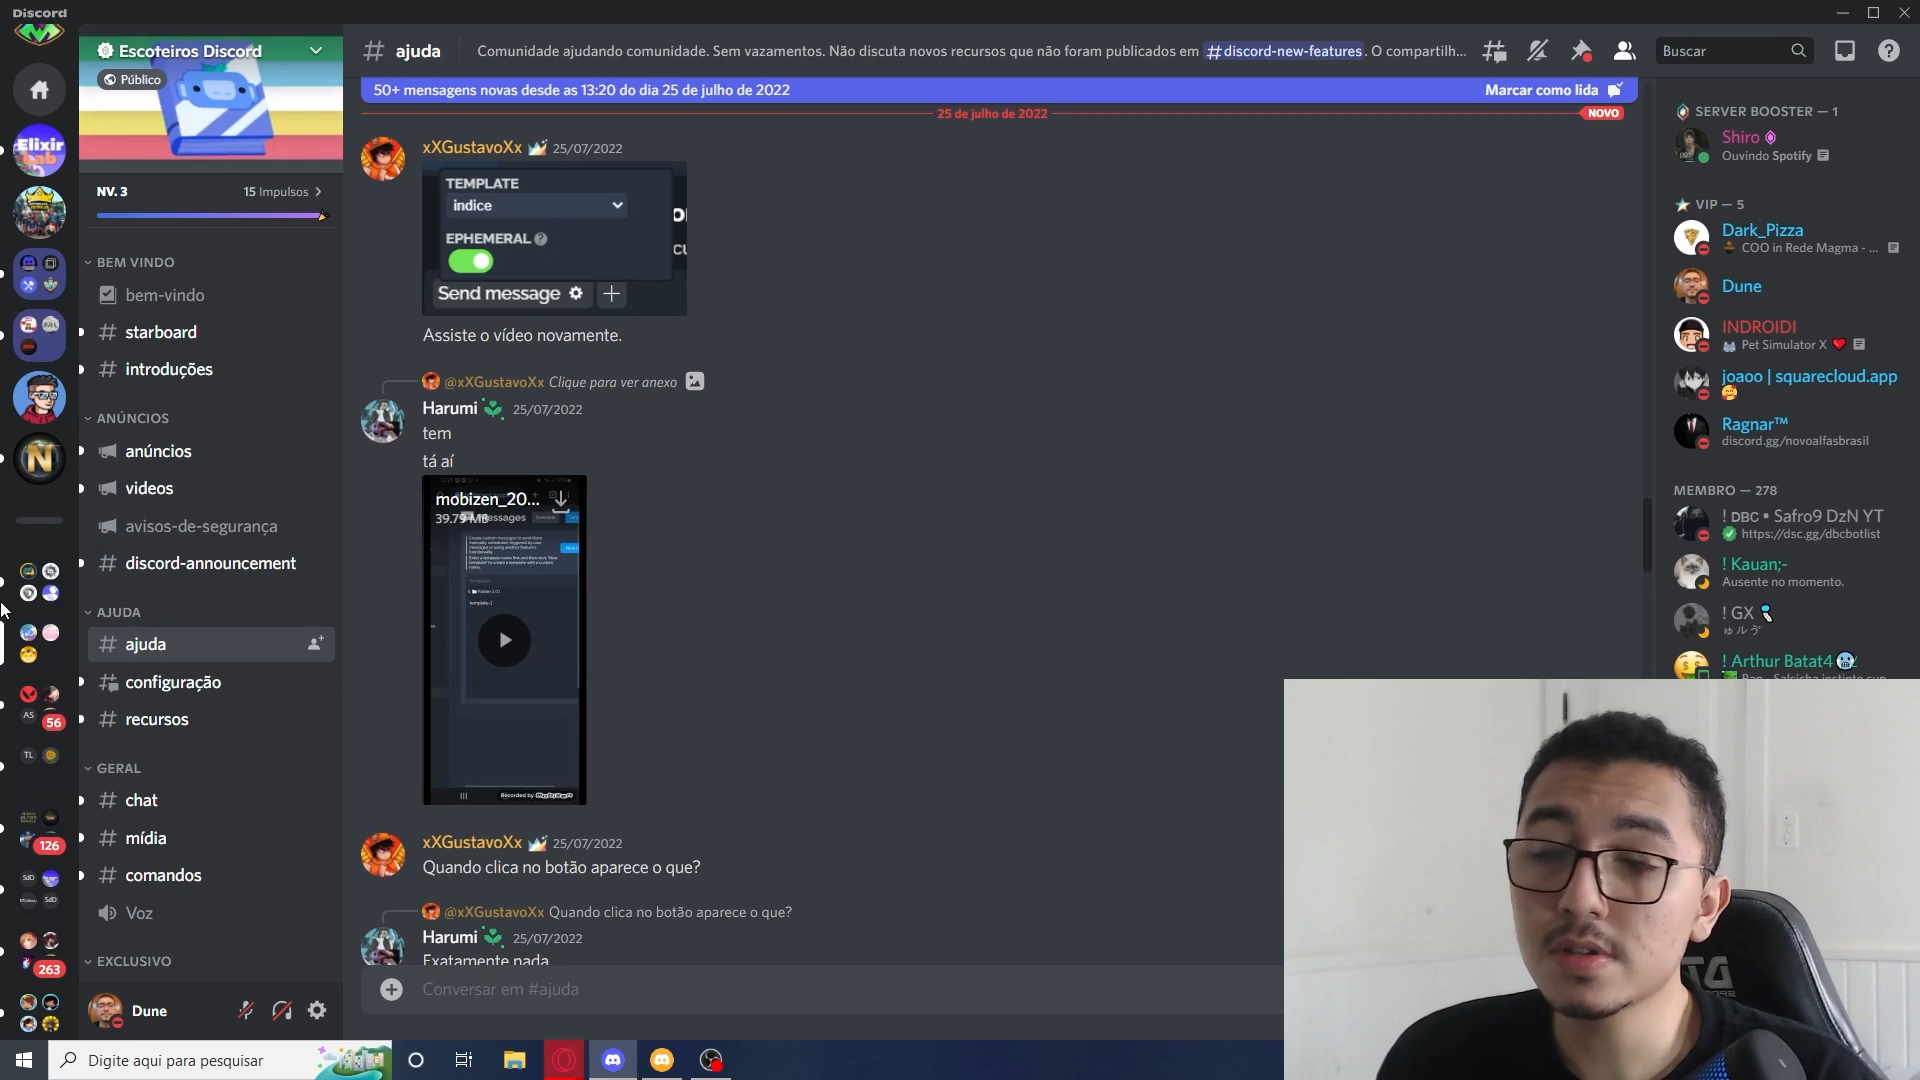 Discord
Escoteiros Discord
Público
NV. 3
15 Impulsos
BEM VINDO
bem-vindo
starboard
introduções
ANÚNCIOS
anúncios
videos
avisos-de-segurança
discord-announcement
AJUDA
ajuda
configuração
recursos
GERAL
chat
mídia
comandos
Voz
EXCLUSIVO
Dune
Elixir
Lab
N
AS
56
TL
126
SdD
SdD
263
ajuda
Comunidade ajudando comunidade. Sem vazamentos. Não discuta novos recursos que não foram publicados em #discord-new-features. O compartilh...
Buscar
50+ mensagens novas desde as 13:20 do dia 25 de julho de 2022
Marcar como lida
25 de julho de 2022
NOVO
xXGustavoXx 25/07/2022
TEMPLATE
indice
EPHEMERAL
Send message
Assiste o vídeo novamente.
@xXGustavoXx Clique para ver anexo
Harumi 25/07/2022
tem
tá aí
mobizen_20...
39.79 MB
Messages
Recorded by
xXGustavoXx 25/07/2022
Quando clica no botão aparece o que?
@xXGustavoXx Quando clica no botão aparece o que?
Harumi 25/07/2022
Exatamente nada
Conversar em #ajuda
SERVER BOOSTER — 1
Shiro
Ouvindo Spotify
VIP — 5
Dark_Pizza
COO in Rede Magma - ...
Dune
INDROIDI
Pet Simulator X
joaoo | squarecloud.app
Ragnar™
discord.gg/novoalfasbrasil
MEMBRO — 278
! DBC • Safro9 DzN YT
https://dsc.gg/dbcbotlist
! Kauan;-
Ausente no momento.
! GX
! Arthur Batat4
Digite aqui para pesquisar